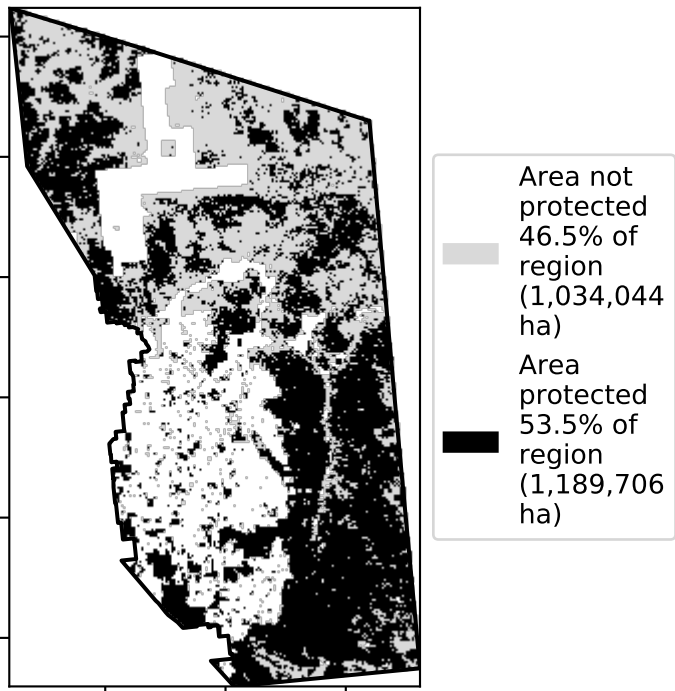 Area not
protected
46.5% of
region
(1,034,044
ha)
Area
protected
53.5% of
region
(1,189,706
ha)